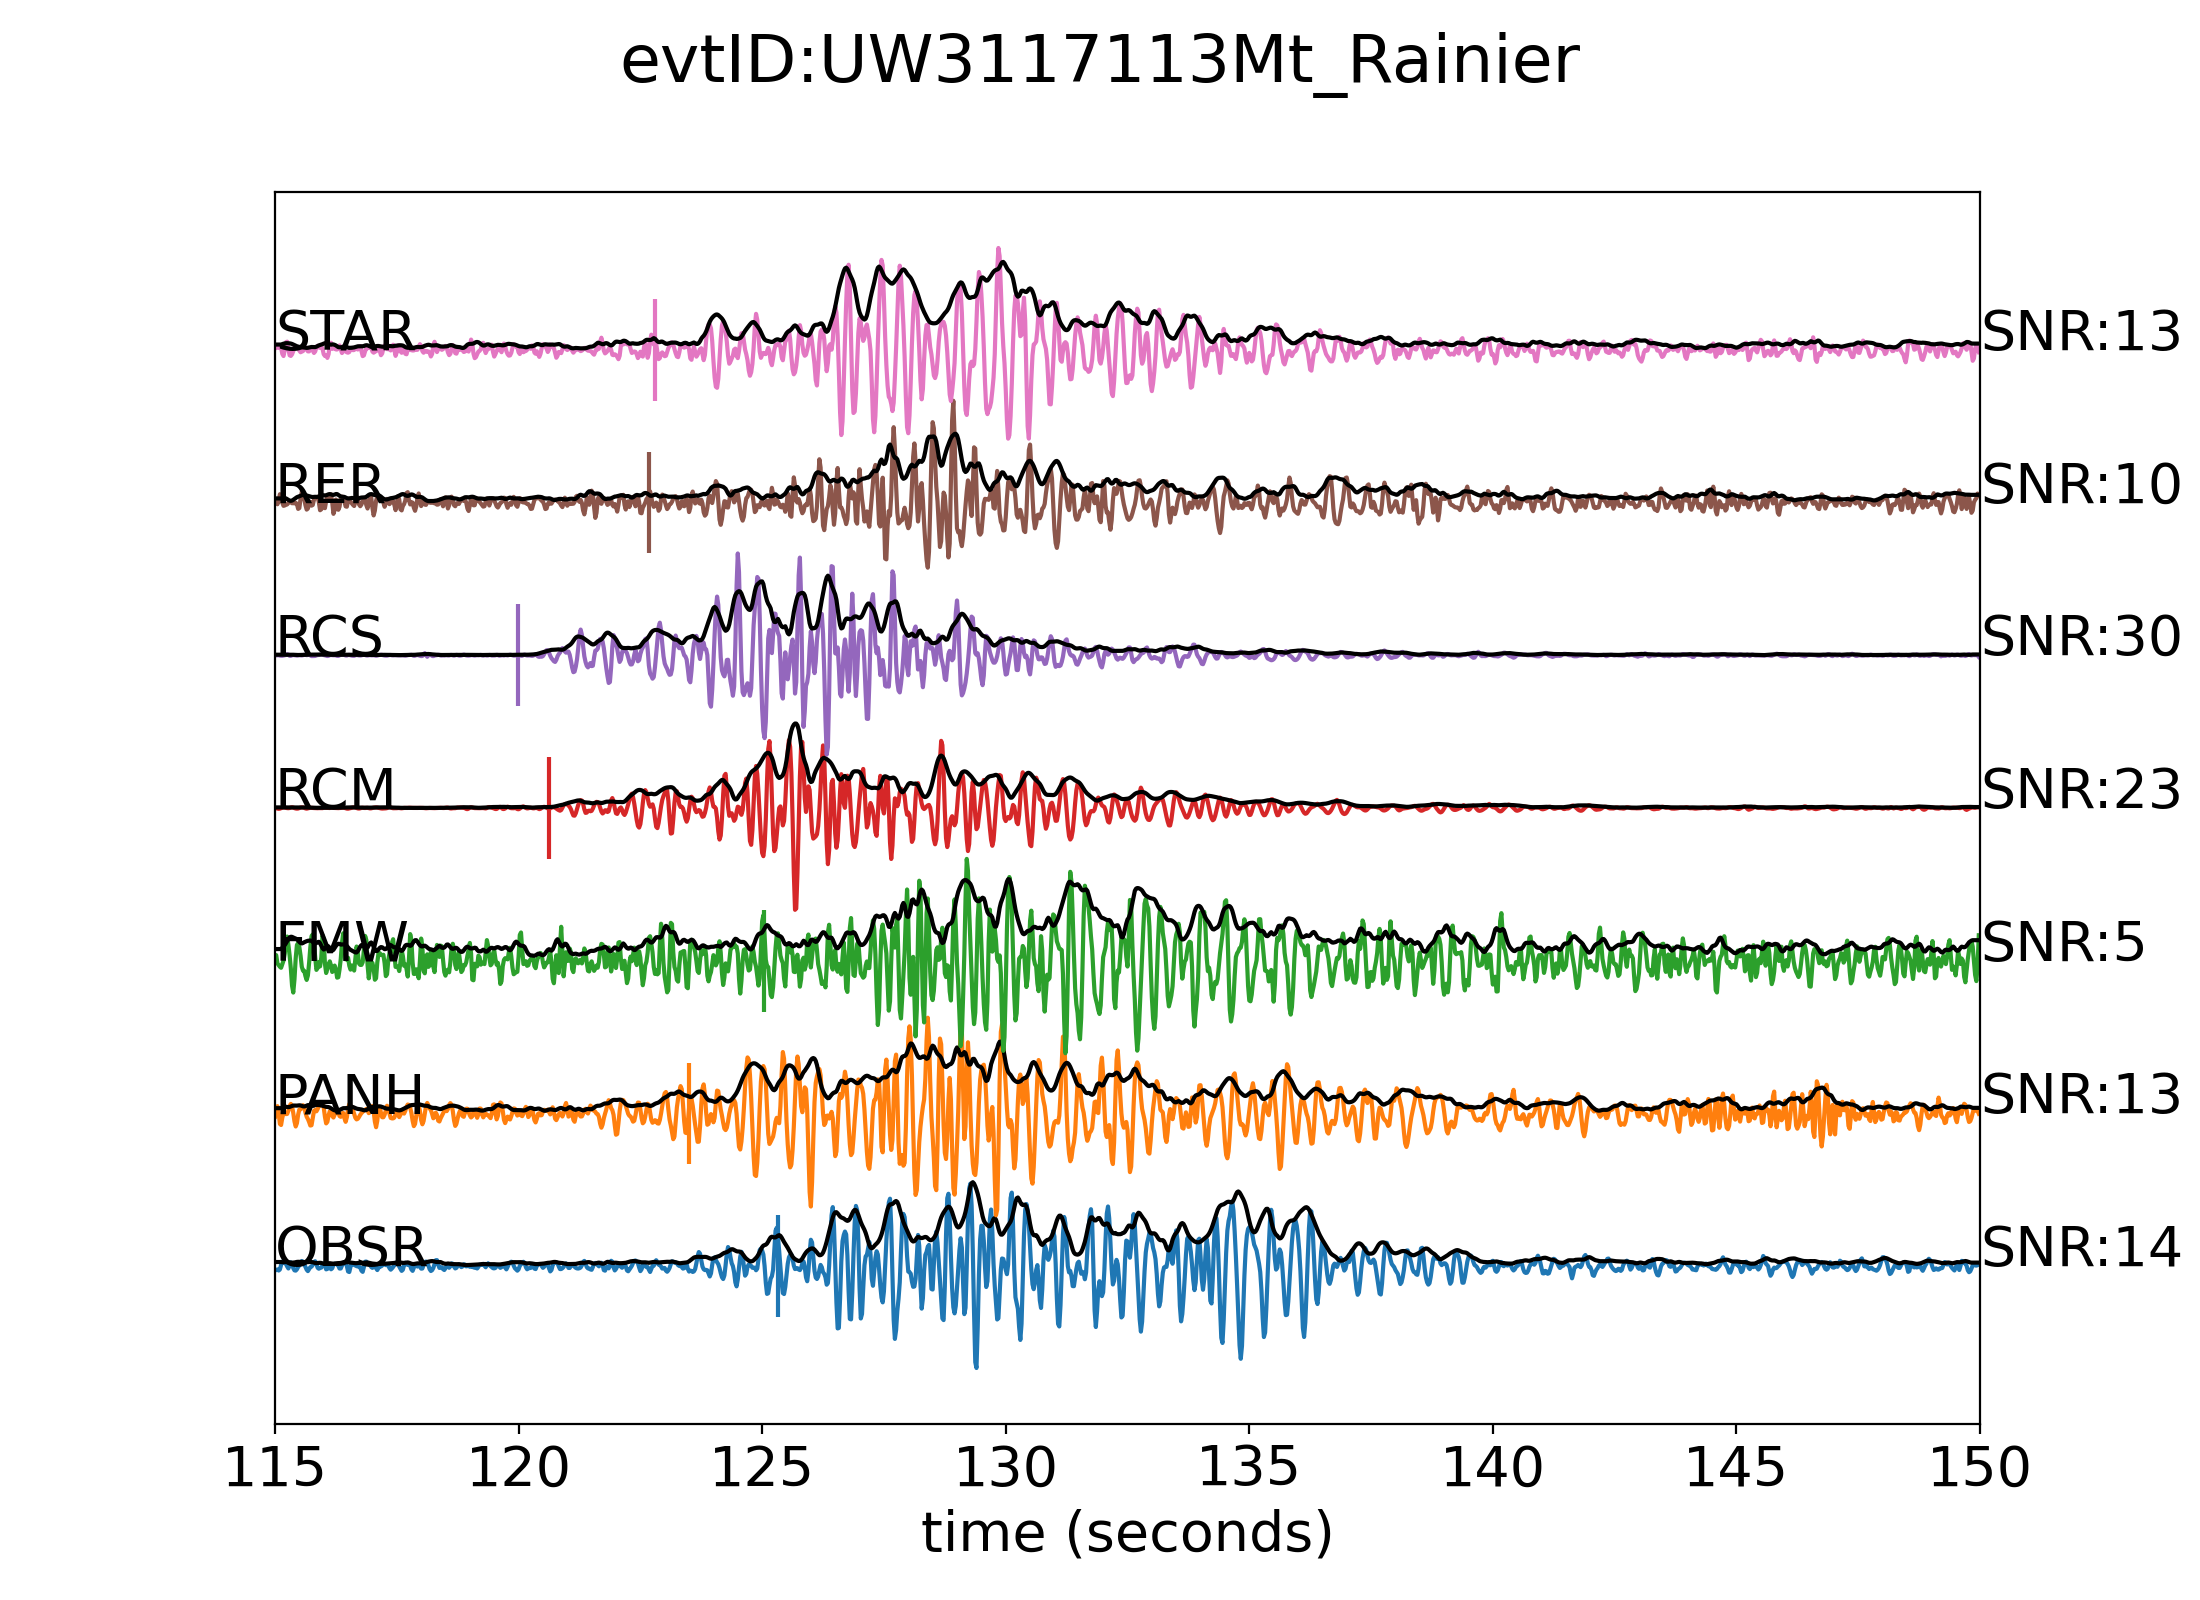 evtID:UW3117113Mt_Rainier
STAR SNR:13
RER SNR:10
RCS SNR:30
RCM SNR:23
FMW SNR:5
PANH SNR:13
OBSR SNR:14
115 120 125 130 135 140 145 150
time (seconds)